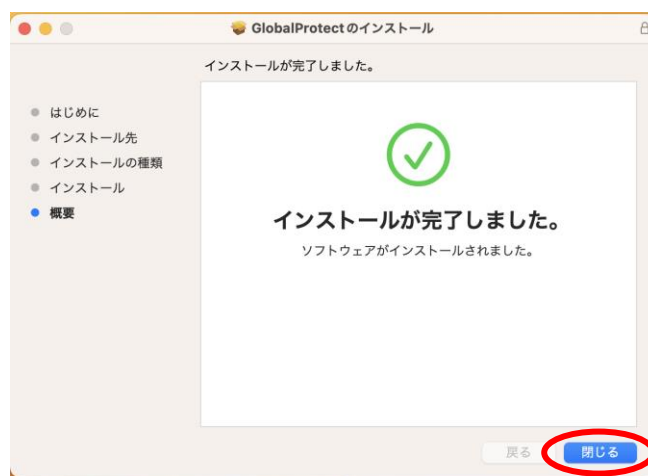 GlobalProtectのインストール
インストールが完了しました。
はじめに
インストール先
インストールの種類
インストール
概要
インストールが完了しました。
ソフトウェアがインストールされました。
戻る
閉じる